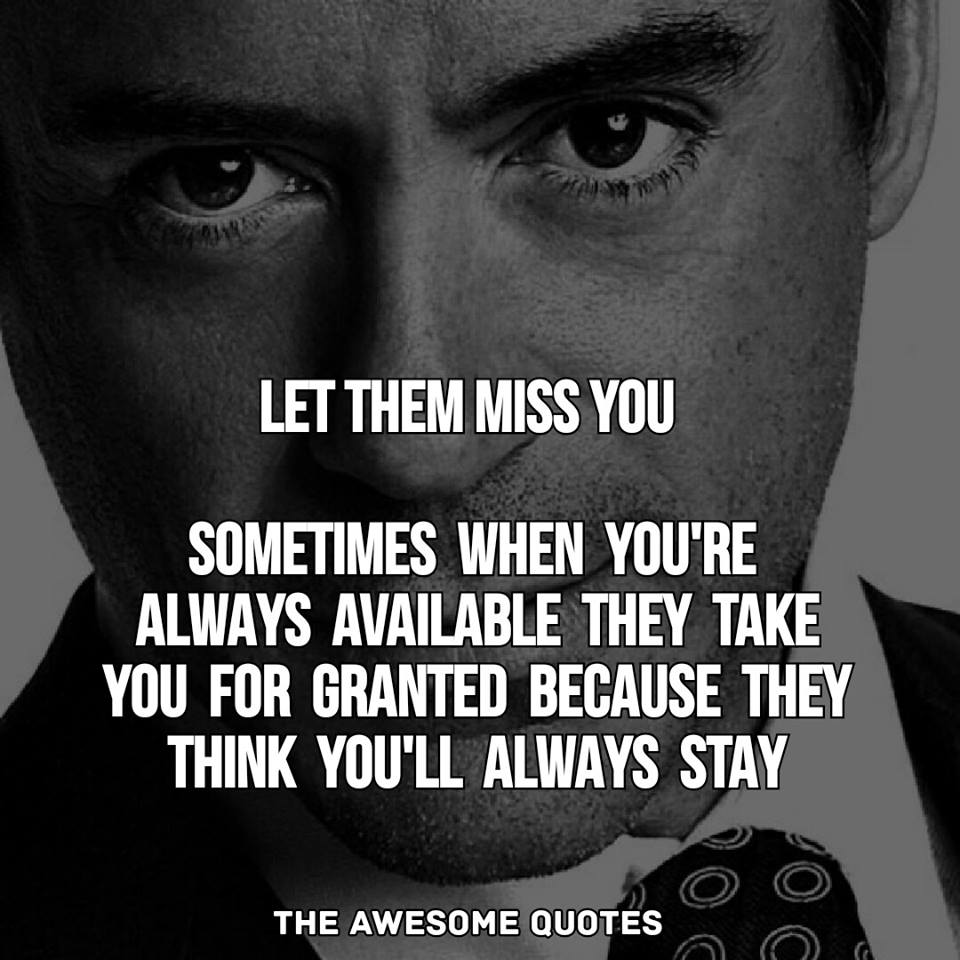 LET THEM MISS YOU
SOMETIMES WHEN YOU'RE
ALWAYS AVAILABLE THEY TAKE
YOU FOR GRANTED BECAUSE THEY
THINK YOU'LL ALWAYS STAY
THE AWESOME QUOTES